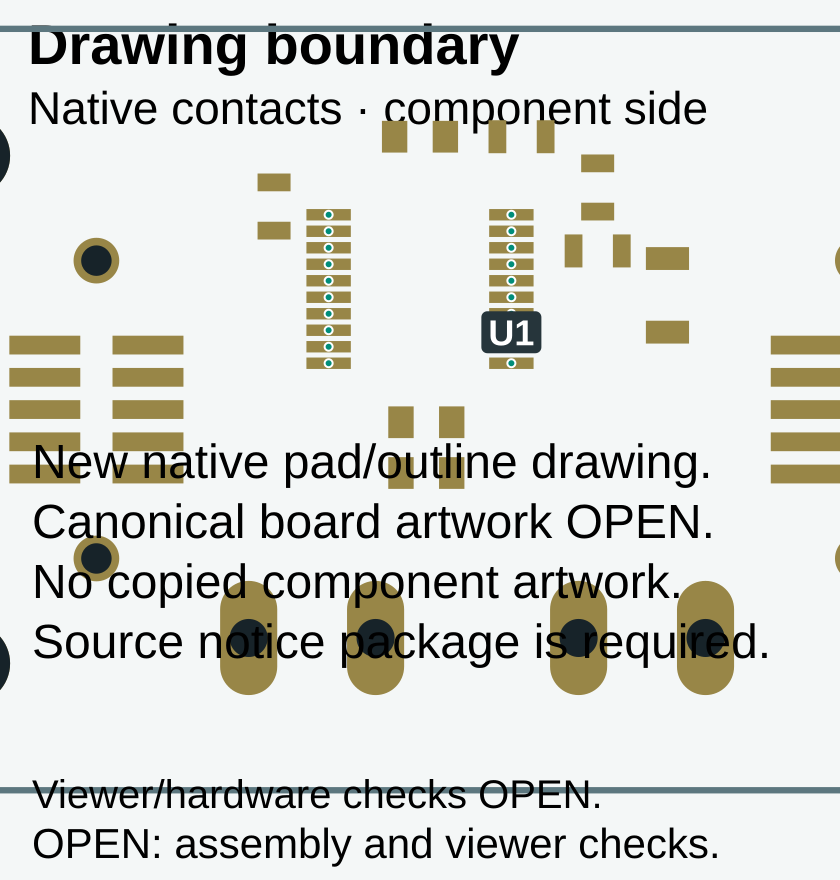 Drawing boundary
Native contacts · component side
U1
New native pad/outline drawing.
Canonical board artwork OPEN.
No copied component artwork.
Source notice package is required.
Viewer/hardware checks OPEN.
OPEN: assembly and viewer checks.